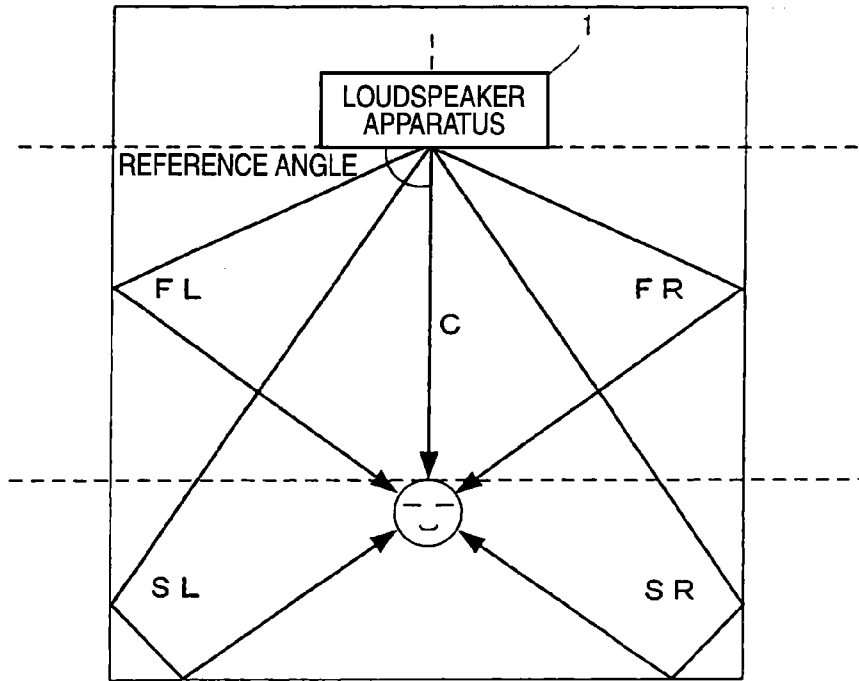 1
LOUDSPEAKER
APPARATUS
REFERENCE ANGLE
FL
FR
C
SL
SR